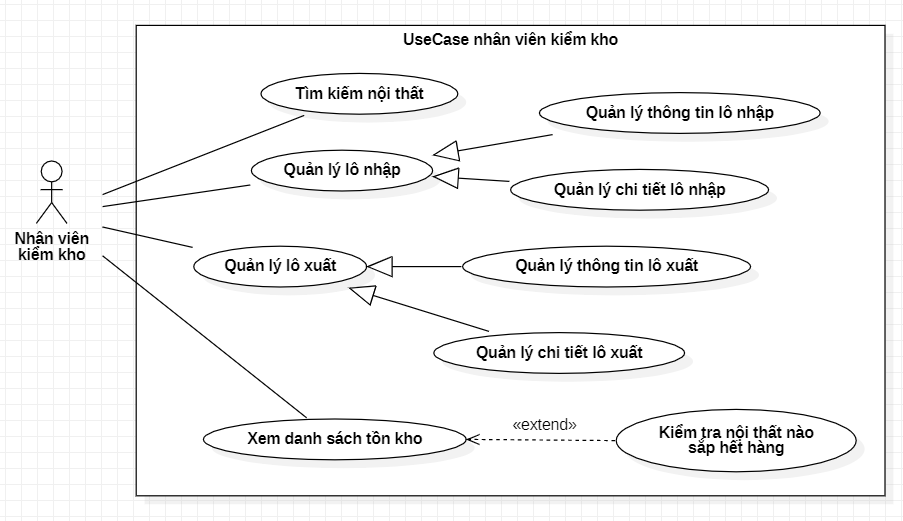 UseCase nhân viên kiểm kho
Tìm kiếm nội thất
Quản lý thông tin lô nhập
Quản lý lô nhập
Quản lý chi tiết lô nhập
Nhân viên
kiểm kho
Quản lý lô xuất
Quản lý thông tin lô xuất
Quản lý chi tiết lô xuất
Xem danh sách tồn kho
«extend»
Kiểm tra nội thất nào
sắp hết hàng